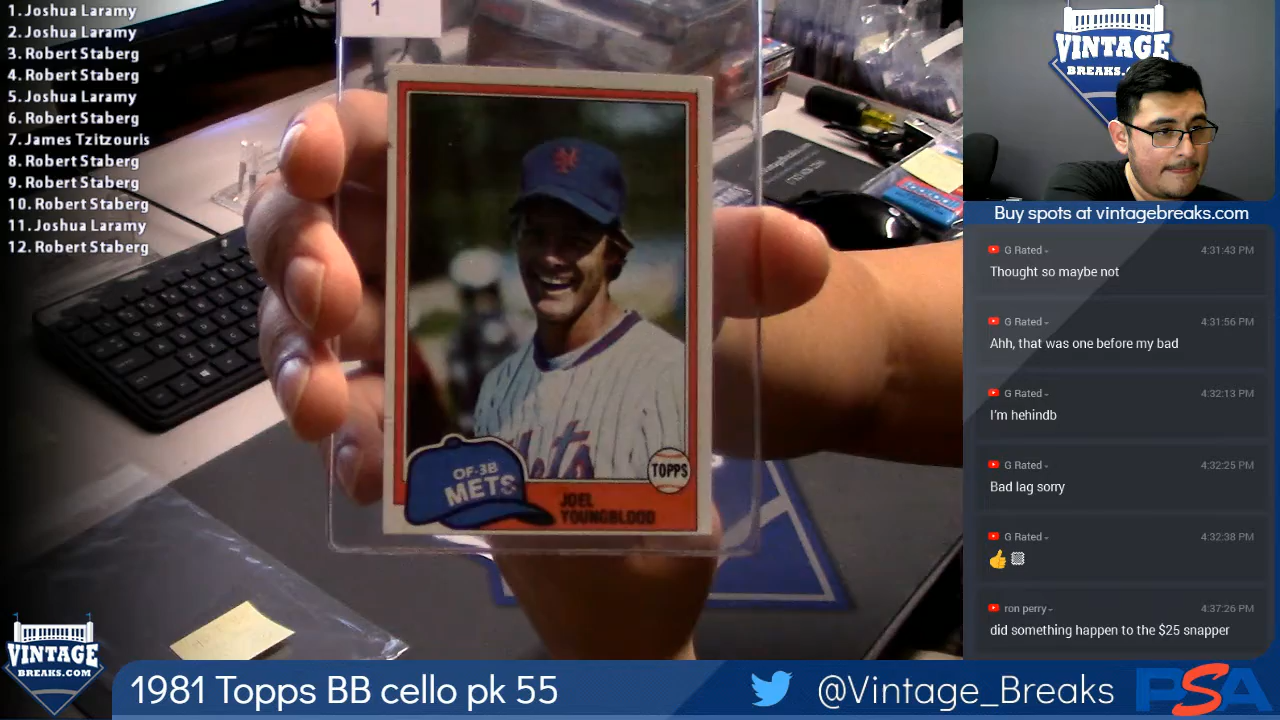 1. Joshua Laramy
2. Joshua Laramy
3. Robert Staberg
4. Robert Staberg
5. Joshua Laramy
6. Robert Staberg
7. James Tzitzouris
8. Robert Staberg
9. Robert Staberg
10. Robert Staberg
11. Joshua Laramy
12. Robert Staberg
1
OF-3B
METS
Mets
TOPPS
JOEL
YOUNGBLOOD
VINTAGE
BREAKS.C
Buy spots at vintagebreaks.com
G Rated 4:31:43 PM
Thought so maybe not
G Rated 4:31:56 PM
Ahh, that was one before my bad
G Rated 4:32:13 PM
I'm hehindb
G Rated 4:32:25 PM
Bad lag sorry
G Rated 4:32:38 PM
👍
ron perry 4:37:26 PM
did something happen to the $25 snapper
VINTAGE
BREAKS.COM
1981 Topps BB cello pk 55
@Vintage_Breaks
PSA